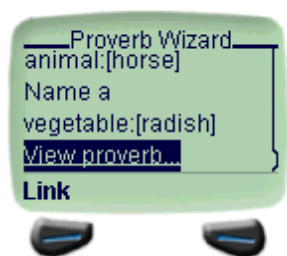 Proverb Wizard
animal:[horse]
Name a
vegetable:[radish]
View proverb...
Link